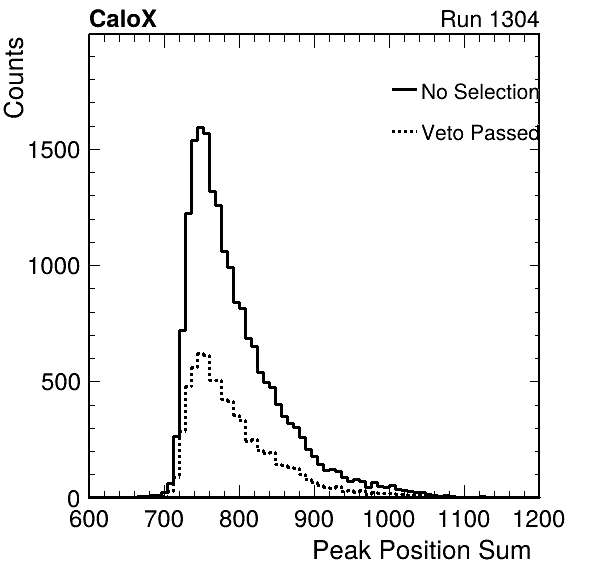 CaloX Run 1304
Counts
No Selection
Veto Passed
1500
1000
500
0
600 700 800 900 1000 1100 1200
Peak Position Sum